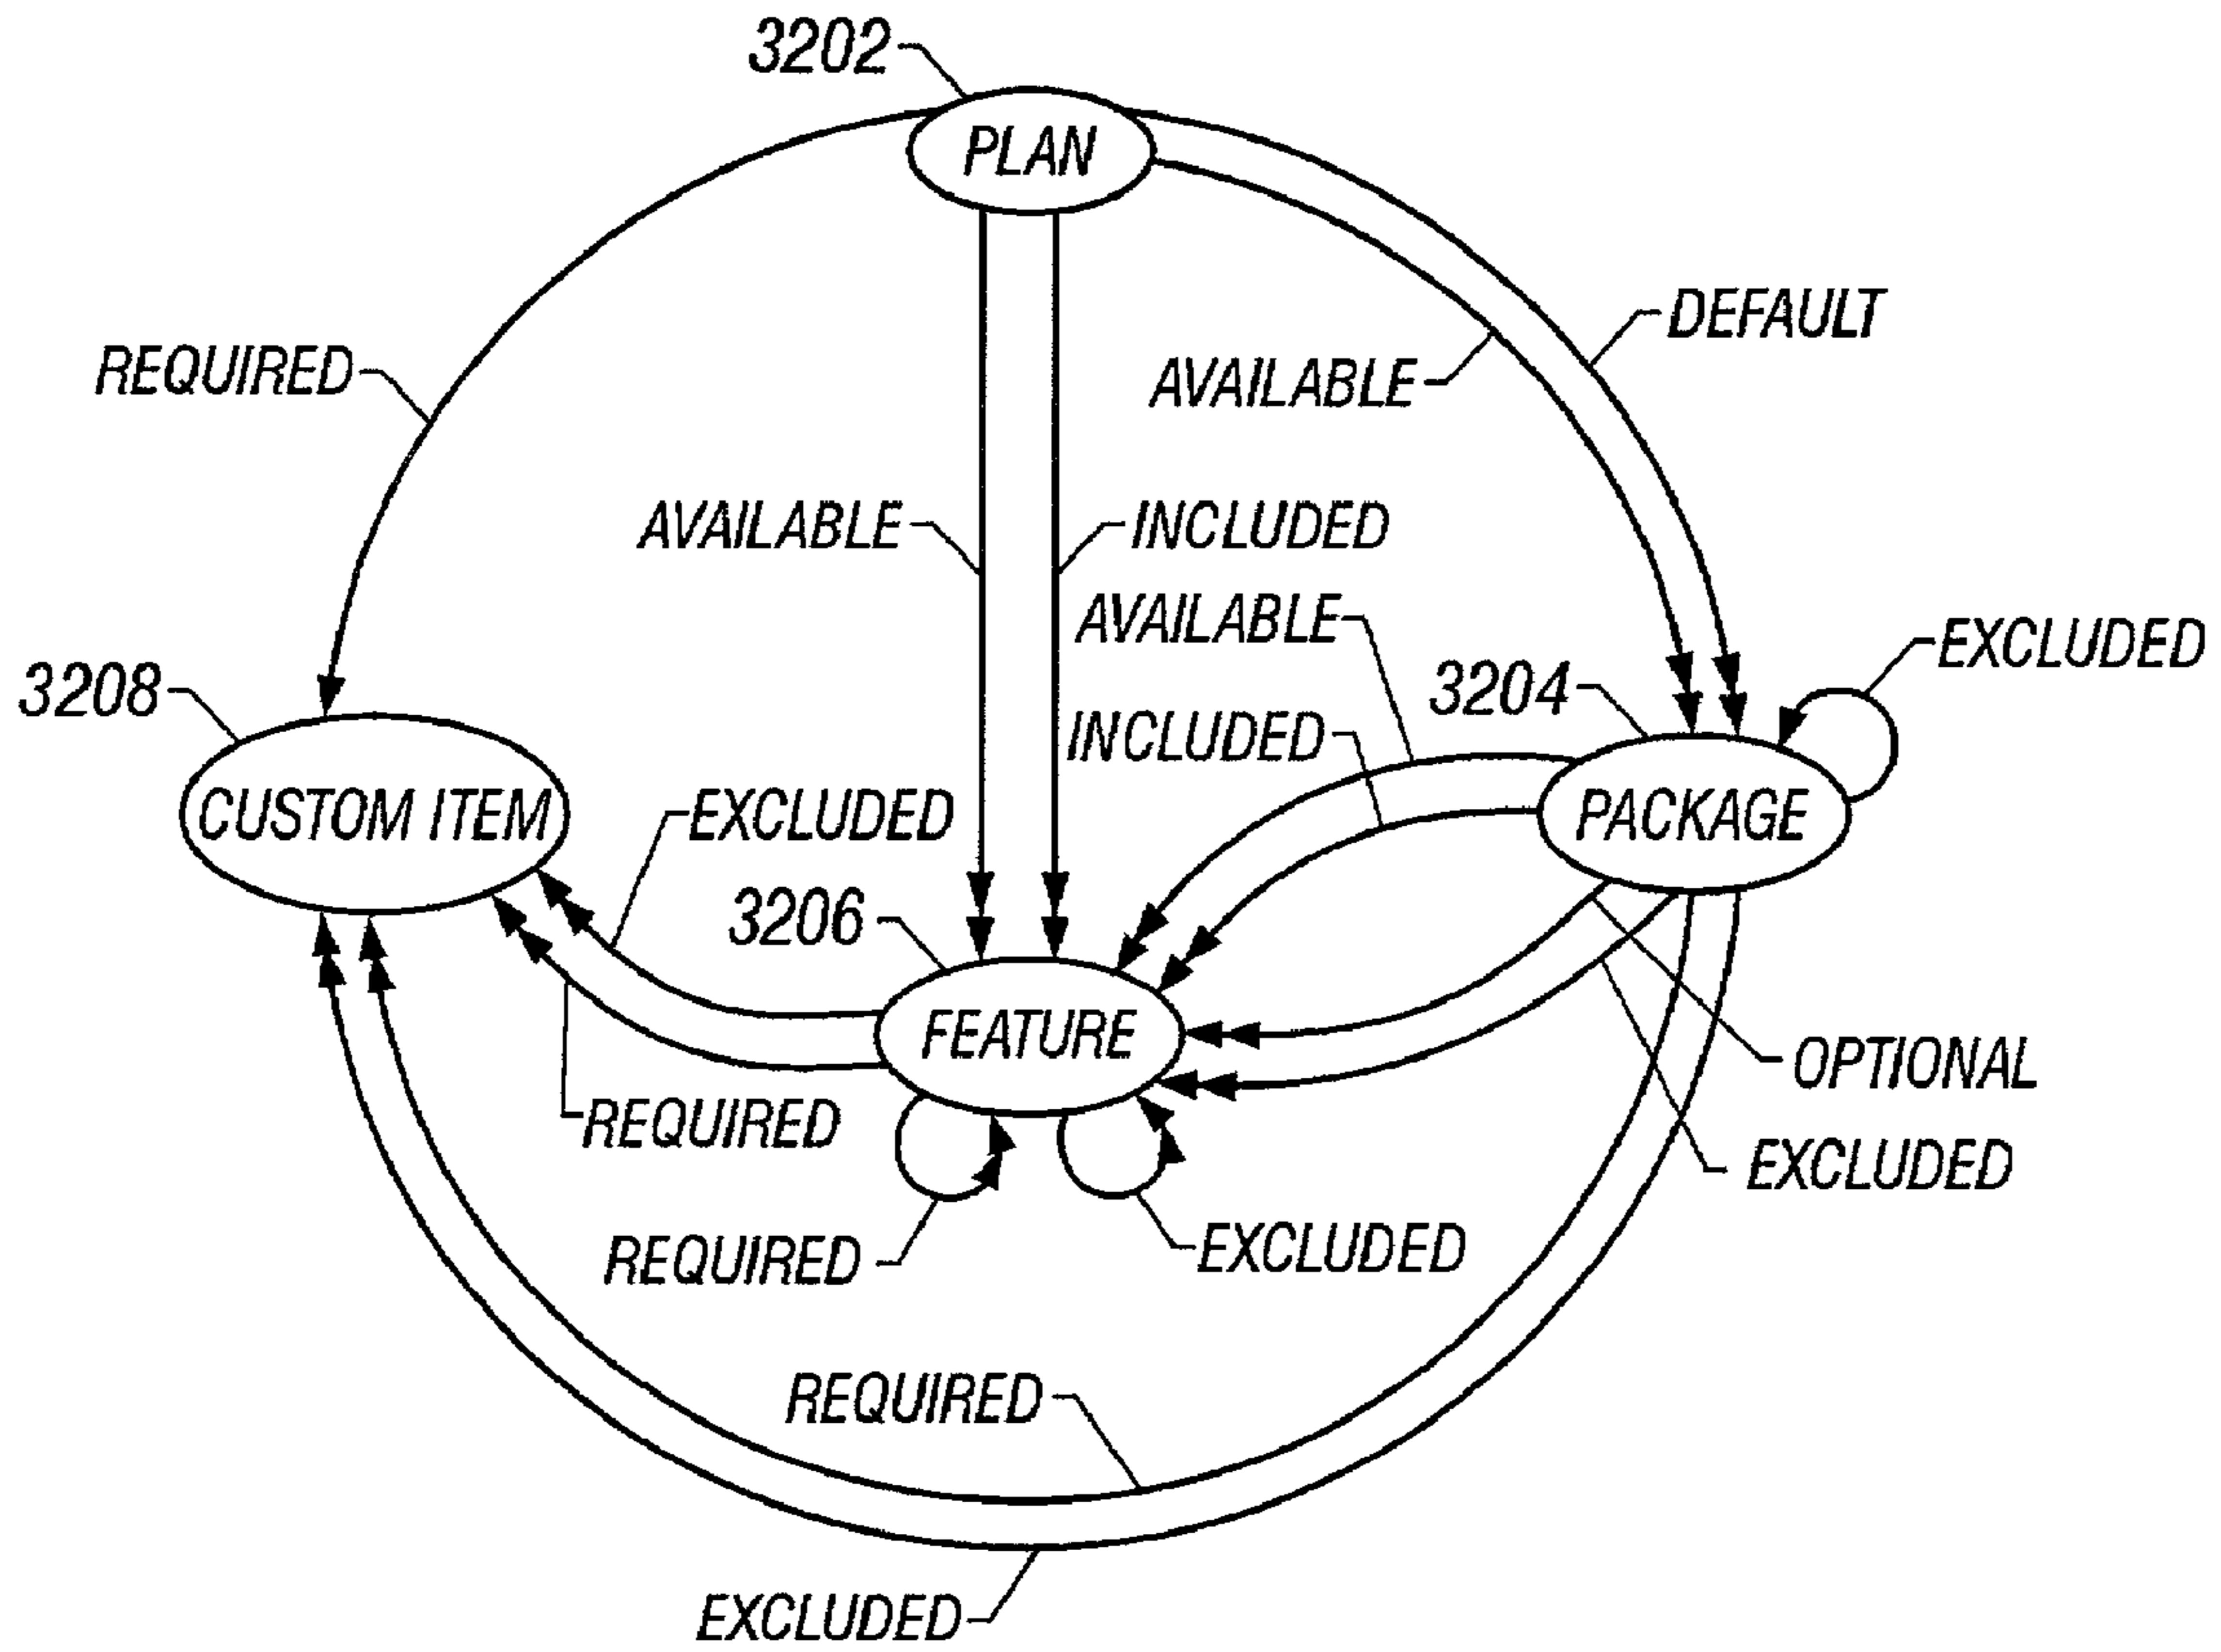 3202
PLAN
DEFAULT
REQUIRED
AVAILABLE
AVAILABLE
INCLUDED
AVAILABLE
EXCLUDED
3208
3204
INCLUDED
CUSTOM ITEM
EXCLUDED
PACKAGE
3206
FEATURE
OPTIONAL
REQUIRED
EXCLUDED
REQUIRED
EXCLUDED
REQUIRED
EXCLUDED